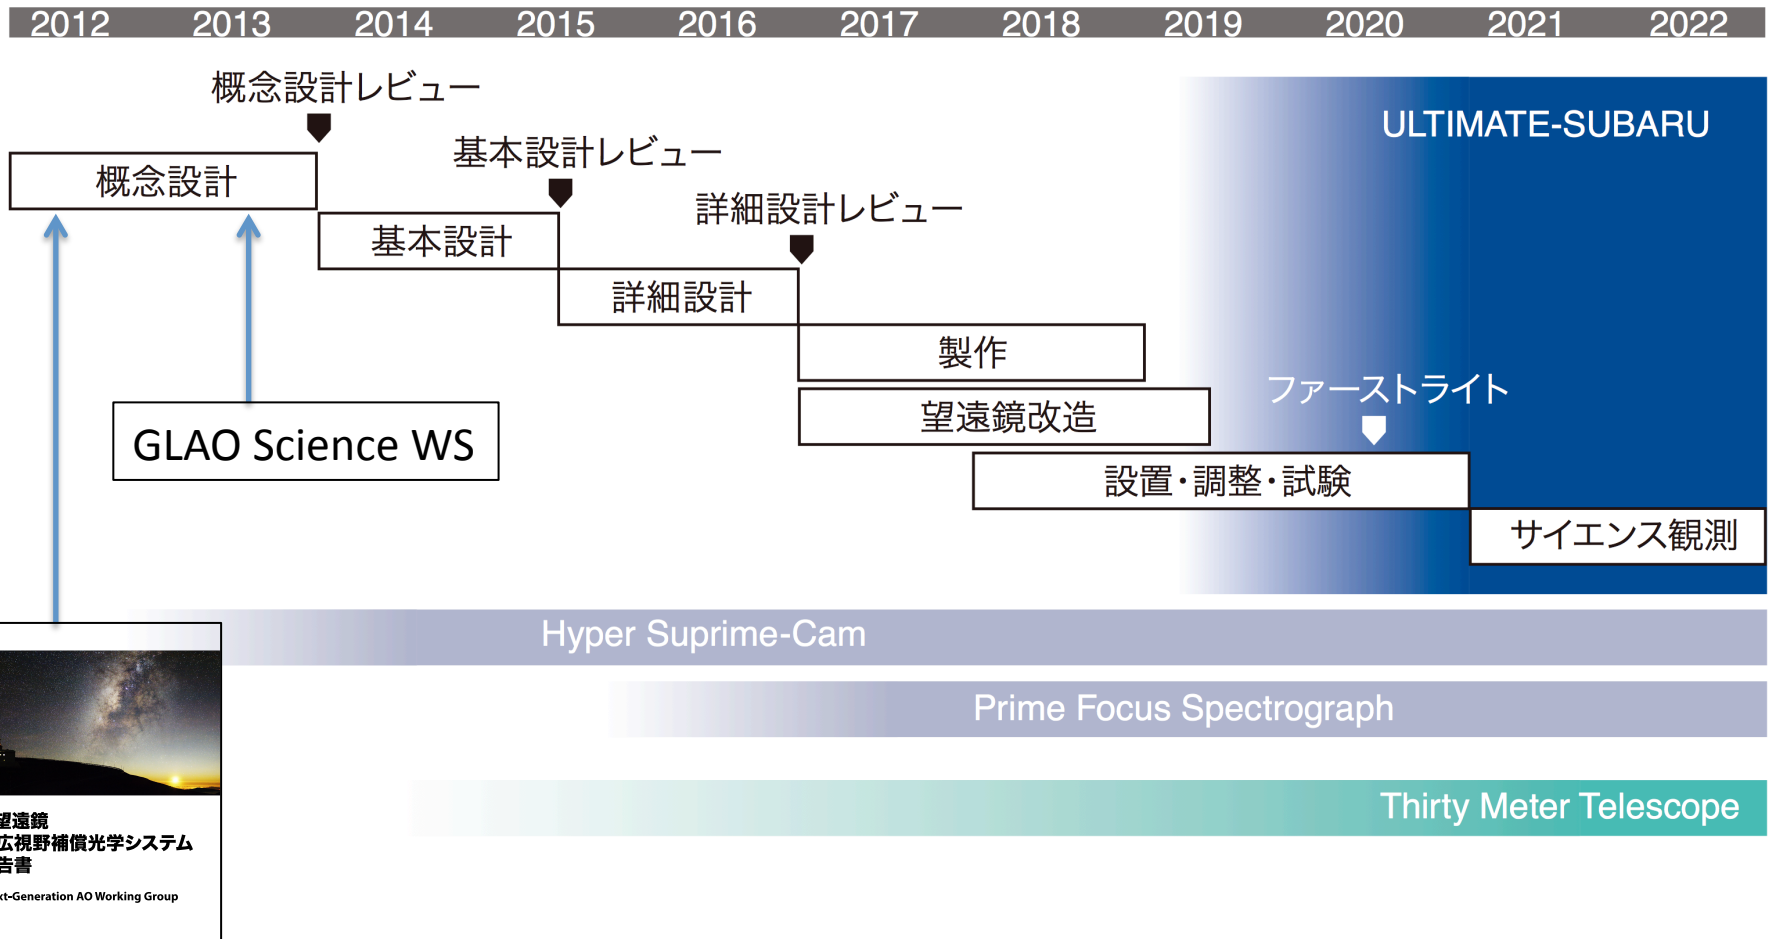 2012 2013 2014 2015 2016 2017 2018 2019 2020 2021 2022
概念設計レビュー
ULTIMATE-SUBARU
基本設計レビュー
概念設計
詳細設計レビュー
基本設計
詳細設計
製作
ファーストライト
望遠鏡改造
GLAO Science WS
設置・調整・試験
サイエンス観測
Hyper Suprime-Cam
Prime Focus Spectrograph
Thirty Meter Telescope
望遠鏡
広視野補償光学システム
告書
xt-Generation AO Working Group